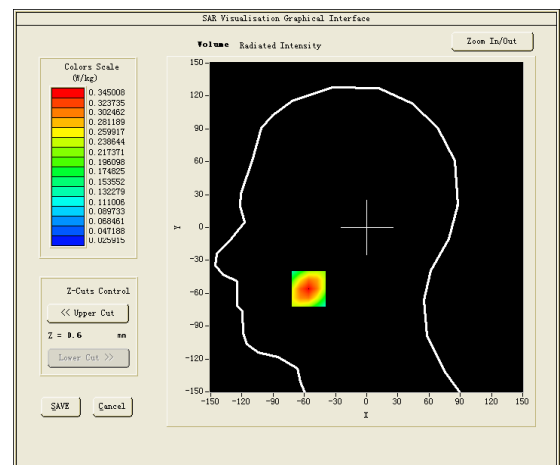 SAR Visualisation Graphical Interface
Volume Radiated Intensity
Zoom In/Out
Colors Scale
(W/kg)
0.345008
0.323735
0.302462
0.281189
0.259917
0.238644
0.217371
0.196098
0.174825
0.153552
0.132279
0.111006
0.089733
0.068461
0.047188
0.025915
Z-Cuts Control
<< Upper Cut
Z = 0.6 mm
Lower Cut >>
SAVE Cancel
150
120
90
60
30
0
-30
-60
-90
-120
-150
Y
-150 -120 -90 -60 -30 0 30 60 90 120 150
X